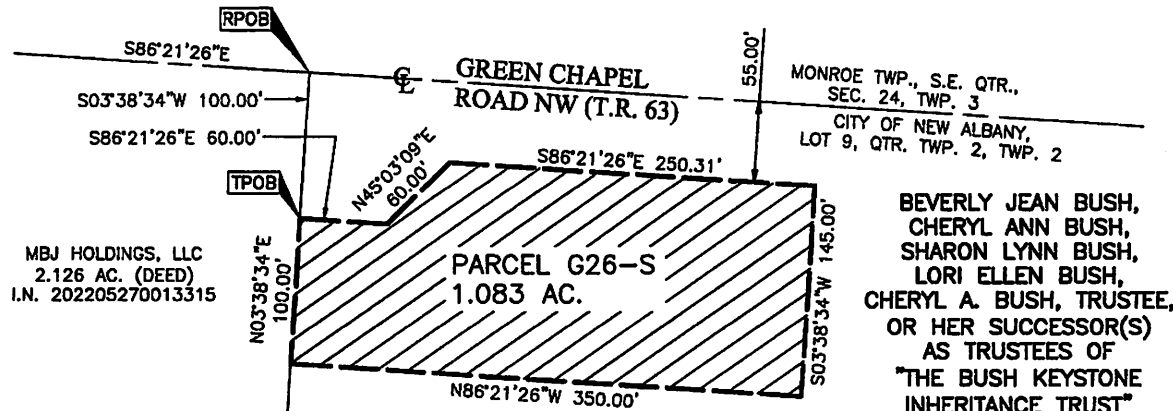 RPOB
S86°21'26"E
S03°38'34"W 100.00'
S86°21'26"E 60.00'
TPOB
℄
GREEN CHAPEL
ROAD NW (T.R. 63)
55.00'
MONROE TWP., S.E. QTR.,
SEC. 24, TWP. 3
CITY OF NEW ALBANY,
LOT 9, QTR. TWP. 2, TWP. 2
N45°03'09"E
60.00'
S86°21'26"E 250.31'
MBJ HOLDINGS, LLC
2.126 AC. (DEED)
I.N. 202205270013315
N03°38'34"E
100.00'
PARCEL G26-S
1.083 AC.
S03°38'34"W 145.00'
N86°21'26"W 350.00'
BEVERLY JEAN BUSH,
CHERYL ANN BUSH,
SHARON LYNN BUSH,
LORI ELLEN BUSH,
CHERYL A. BUSH, TRUSTEE,
OR HER SUCCESSOR(S)
AS TRUSTEES OF
"THE BUSH KEYSTONE
INHERITANCE TRUST"